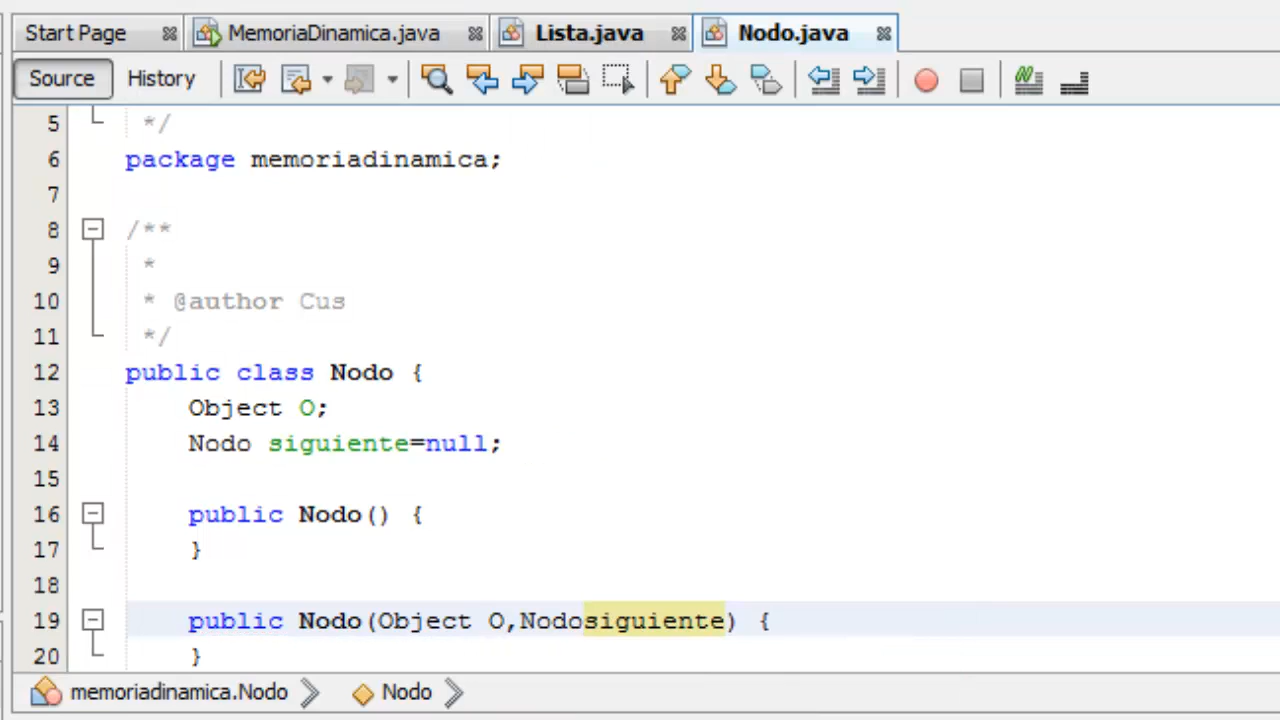 Start Page MemoriaDinamica.java Lista.java Nodo.java
Source History
5 */
6 package memoriadinamica;
7
8 /**
9 *
10 * @author Cus
11 */
12 public class Nodo {
13 Object O;
14 Nodo siguiente=null;
15
16 public Nodo() {
17 }
18
19 public Nodo(Object O,Nodosiguiente) {
20 }
memoriadinamica.Nodo Nodo